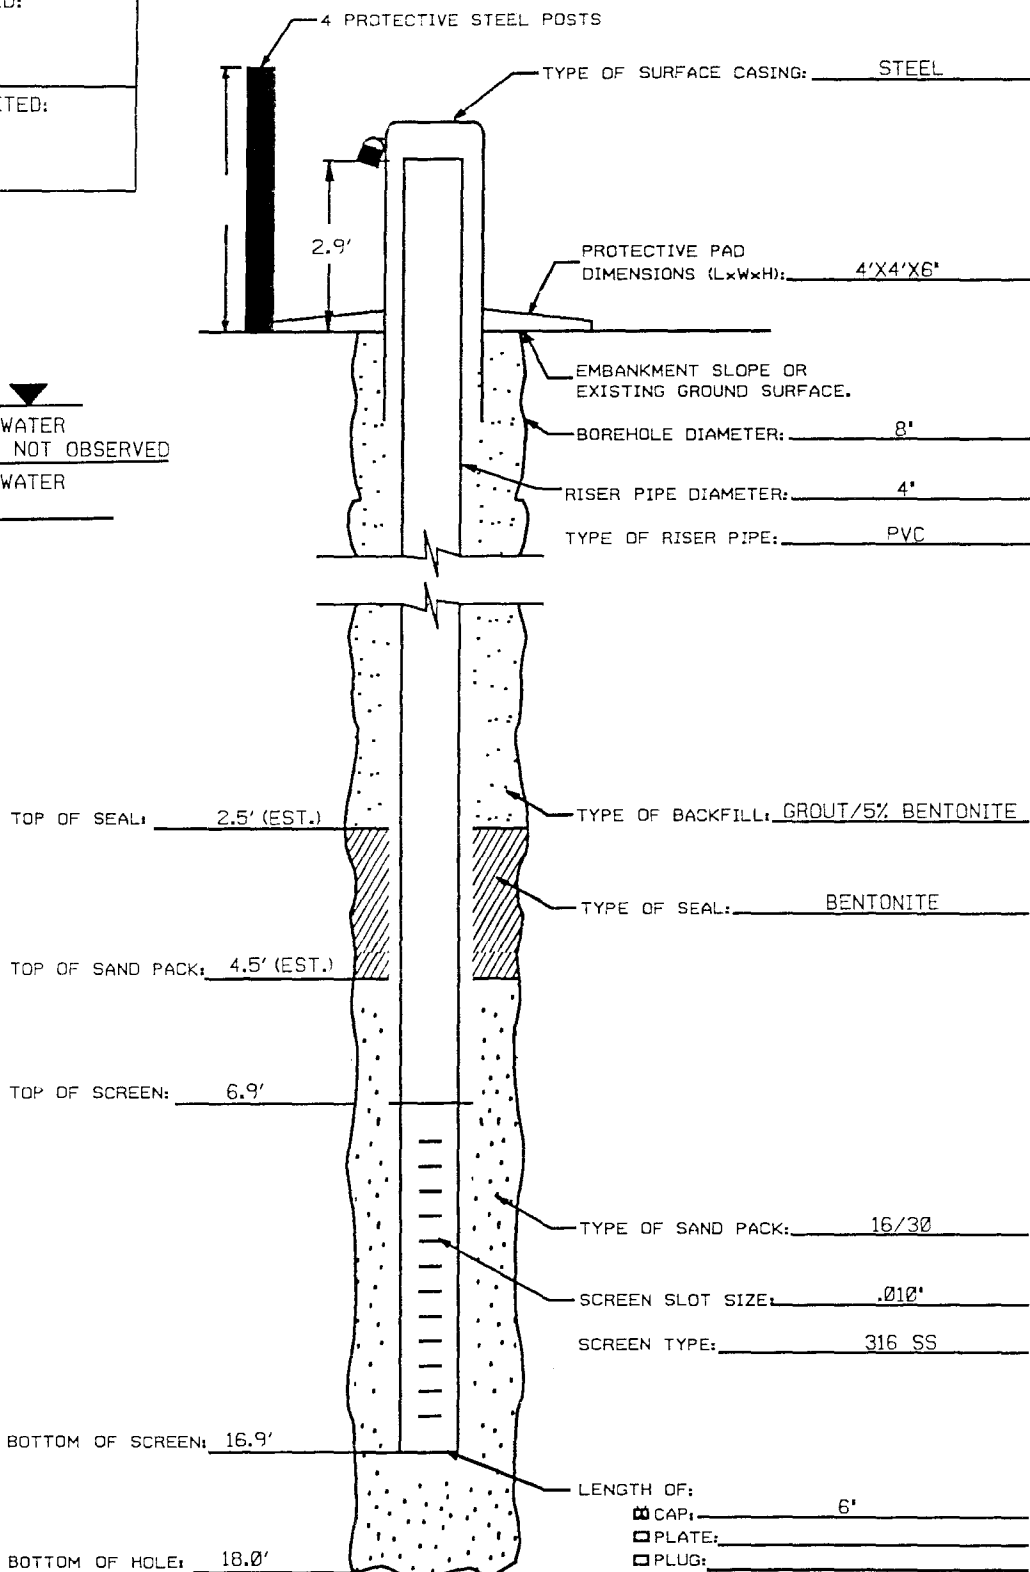 4 PROTECTIVE STEEL POSTS
TYPE OF SURFACE CASING: STEEL
2.9'
PROTECTIVE PAD
DIMENSIONS (LxWxH): 4'X4'X6"
EMBANKMENT SLOPE OR
EXISTING GROUND SURFACE.
WATER
NOT OBSERVED
WATER
BOREHOLE DIAMETER: 8"
RISER PIPE DIAMETER: 4"
TYPE OF RISER PIPE: PVC
TOP OF SEAL: 2.5' (EST.)
TYPE OF BACKFILL: GROUT/5% BENTONITE
TYPE OF SEAL: BENTONITE
TOP OF SAND PACK: 4.5' (EST.)
TOP OF SCREEN: 6.9'
TYPE OF SAND PACK: 16/30
SCREEN SLOT SIZE: .010"
SCREEN TYPE: 316 SS
BOTTOM OF SCREEN: 16.9'
LENGTH OF:
CAP: 6"
PLATE:
PLUG:
BOTTOM OF HOLE: 18.0'